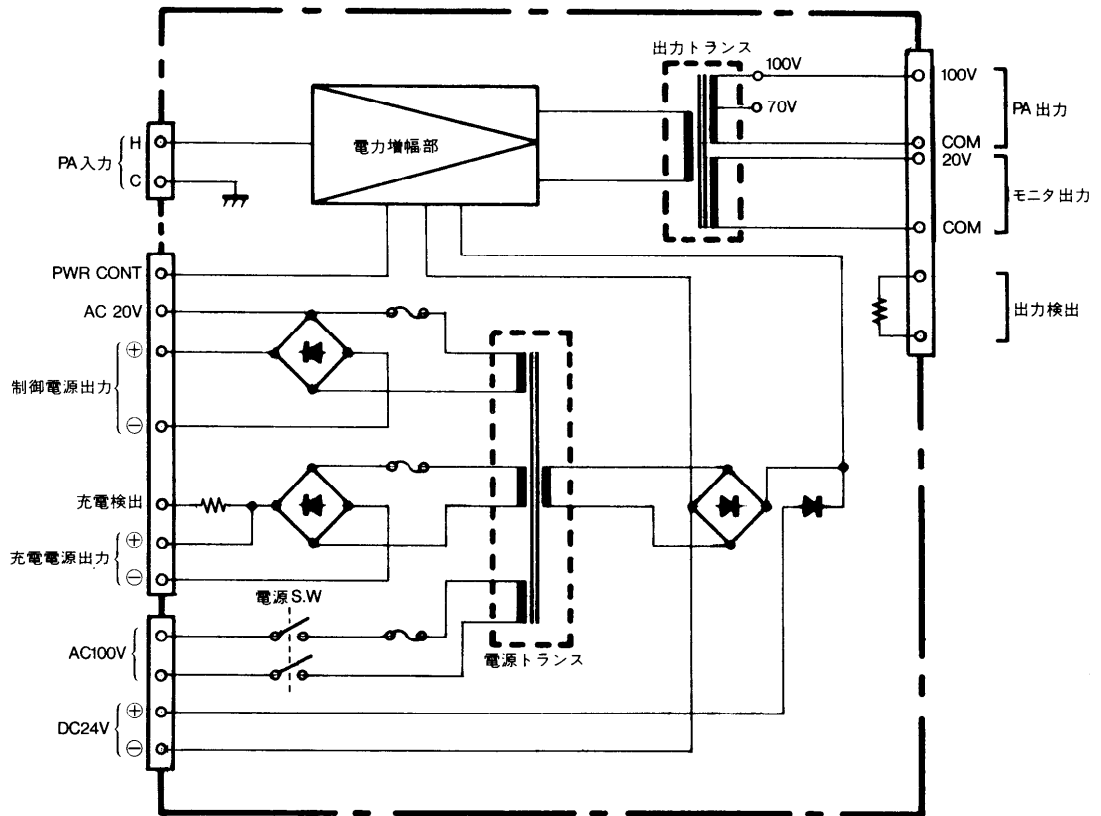 出力トランス
100V
70V
100V
PA 出力
COM
20V
モニタ出力
COM
出力検出
電力増幅部
PA入力
H
C
PWR CONT
AC 20V
⊕
制御電源出力
⊖
充電検出
⊕
充電電源出力
⊖
電源S.W
AC100V
電源トランス
⊕
DC24V
⊖